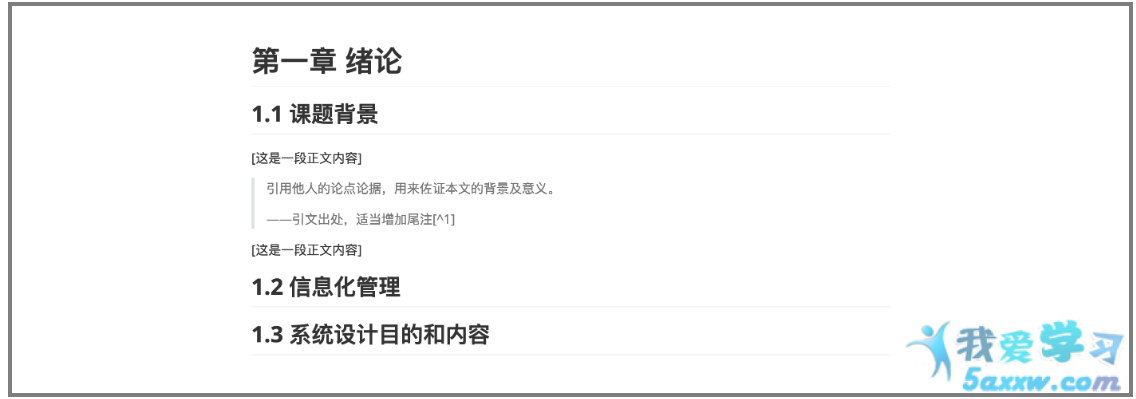 第一章 绪论
1.1 课题背景
[这是一段正文内容]
引用他人的论点论据，用来佐证本文的背景及意义。
——引文出处，适当增加尾注[^1]
[这是一段正文内容]
1.2 信息化管理
1.3 系统设计目的和内容
我爱学习
5axxw.com